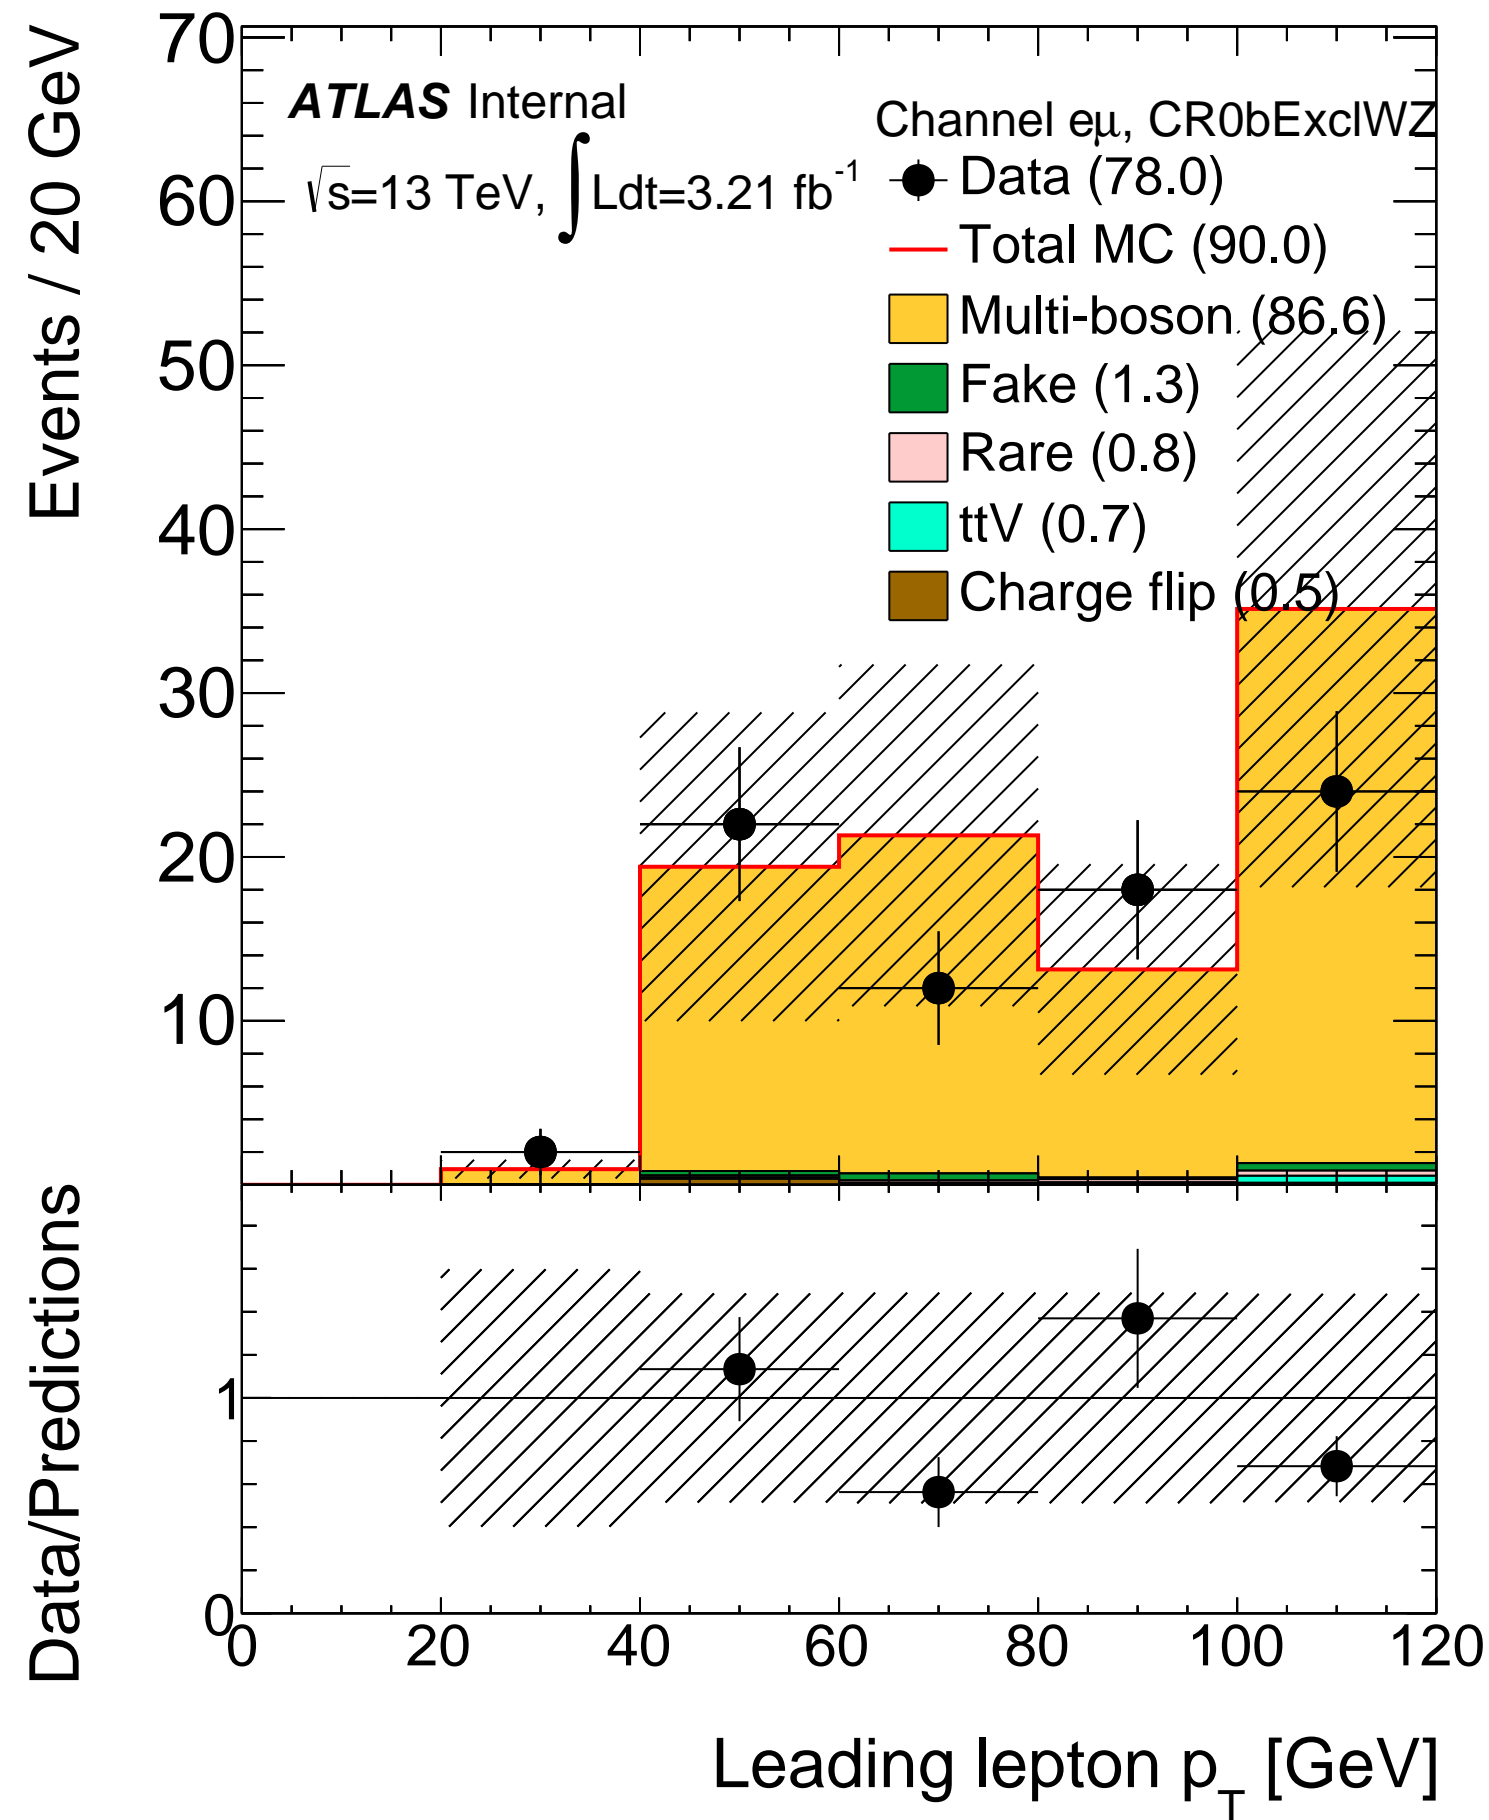 Events / 20 GeV
70
60
50
40
30
20
10
ATLAS Internal
√s=13 TeV, ∫Ldt=3.21 fb⁻¹
Channel eμ, CR0bExclWZ
Data (78.0)
Total MC (90.0)
Multi-boson (86.6)
Fake (1.3)
Rare (0.8)
ttV (0.7)
Charge flip (0.5)
Data/Predictions
1
0
0 20 40 60 80 100 120
Leading lepton p_T [GeV]